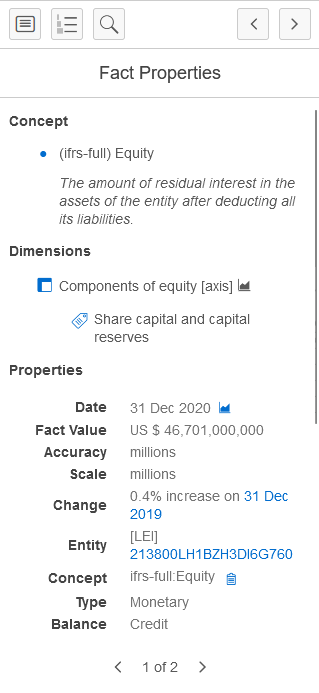 Fact Properties
Concept
(ifrs-full) Equity
The amount of residual interest in the
assets of the entity after deducting all
its liabilities.
Dimensions
Components of equity [axis]
Share capital and capital
reserves
Properties
Date 31 Dec 2020
Fact Value US $ 46,701,000,000
Accuracy millions
Scale millions
Change 0.4% increase on 31 Dec
2019
Entity [LEI]
213800LH1BZH3DI6G760
Concept ifrs-full:Equity
Type Monetary
Balance Credit
1 of 2